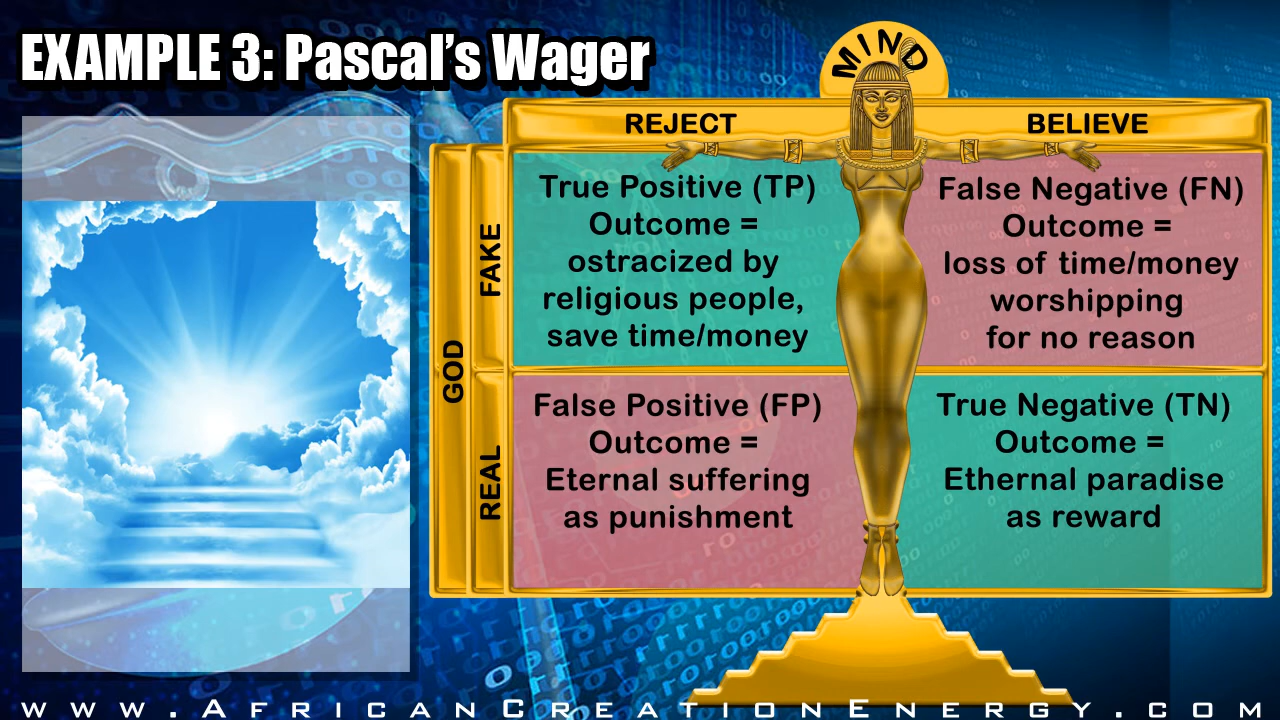 EXAMPLE 3: Pascal's Wager
MIND
REJECT
BELIEVE
GOD
FAKE
True Positive (TP)
Outcome =
ostracized by
religious people,
save time/money
False Negative (FN)
Outcome =
loss of time/money
worshipping
for no reason
REAL
False Positive (FP)
Outcome =
Eternal suffering
as punishment
True Negative (TN)
Outcome =
Ethernal paradise
as reward
www.AfricanCreationEnergy.com